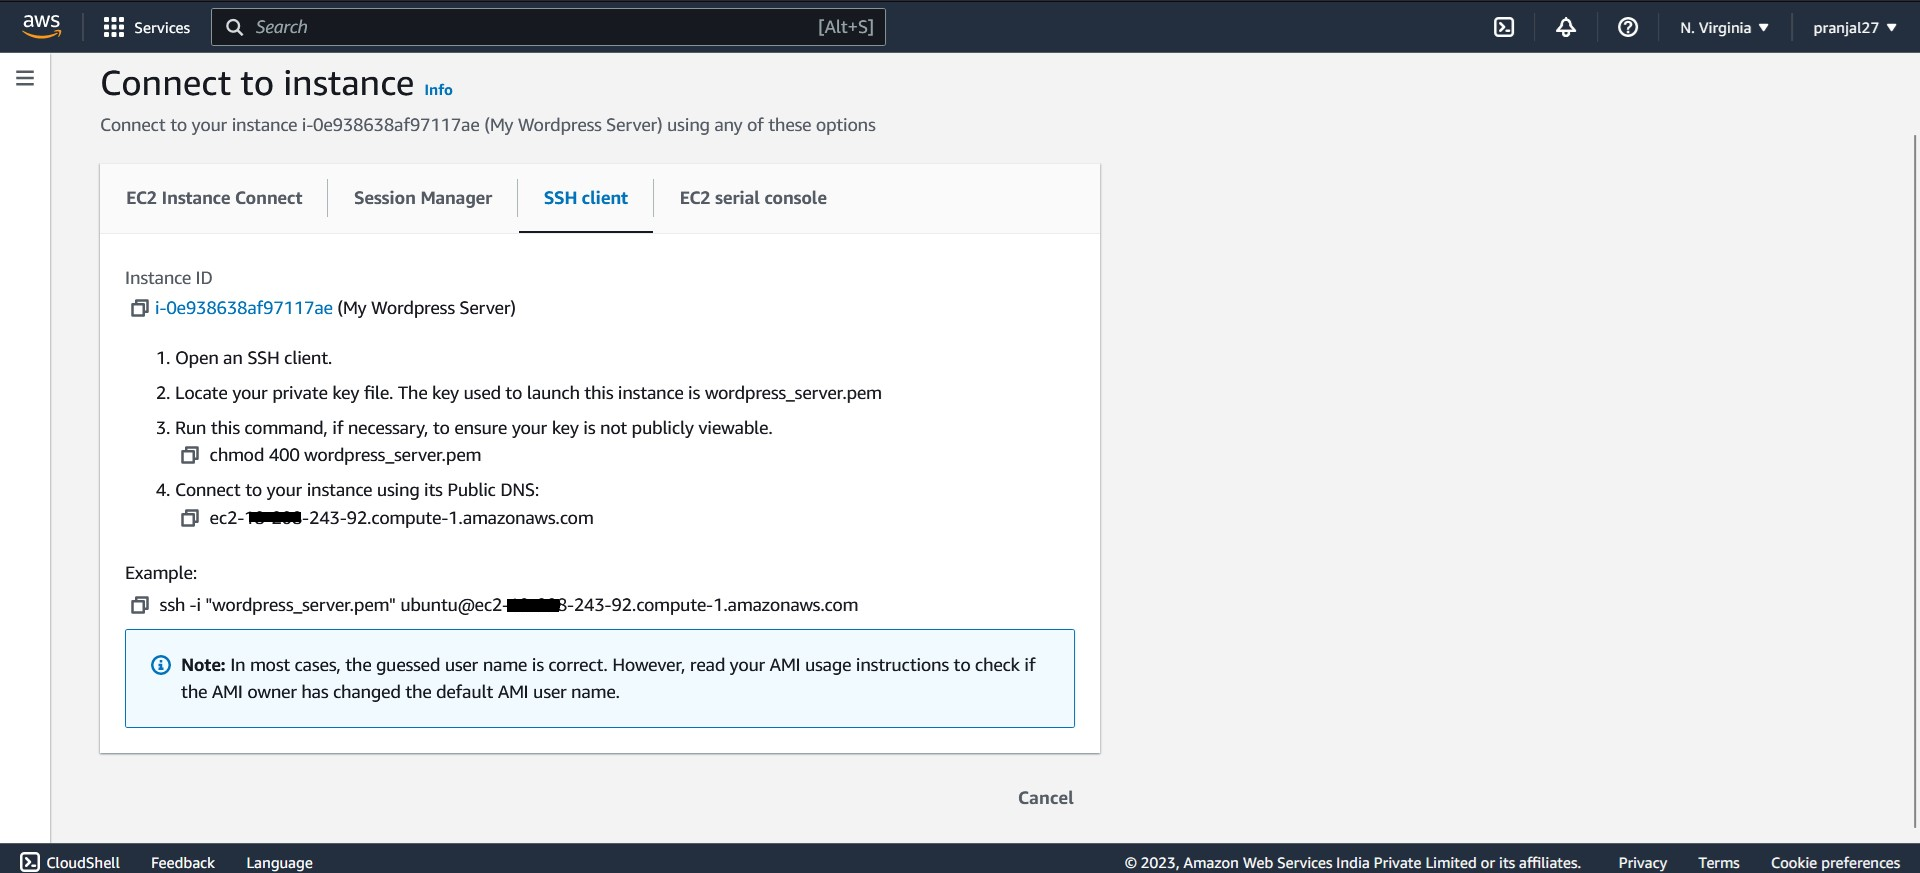 aws Services Search [Alt+S] N. Virginia pranjal27
Connect to instance Info
Connect to your instance i-0e938638af97117ae (My Wordpress Server) using any of these options
EC2 Instance Connect Session Manager SSH client EC2 serial console
Instance ID
i-0e938638af97117ae (My Wordpress Server)
1. Open an SSH client.
2. Locate your private key file. The key used to launch this instance is wordpress_server.pem
3. Run this command, if necessary, to ensure your key is not publicly viewable.
chmod 400 wordpress_server.pem
4. Connect to your instance using its Public DNS:
ec2- -243-92.compute-1.amazonaws.com
Example:
ssh -i "wordpress_server.pem" ubuntu@ec2- -243-92.compute-1.amazonaws.com
Note: In most cases, the guessed user name is correct. However, read your AMI usage instructions to check if
the AMI owner has changed the default AMI user name.
Cancel
CloudShell Feedback Language © 2023, Amazon Web Services India Private Limited or its affiliates. Privacy Terms Cookie preferences